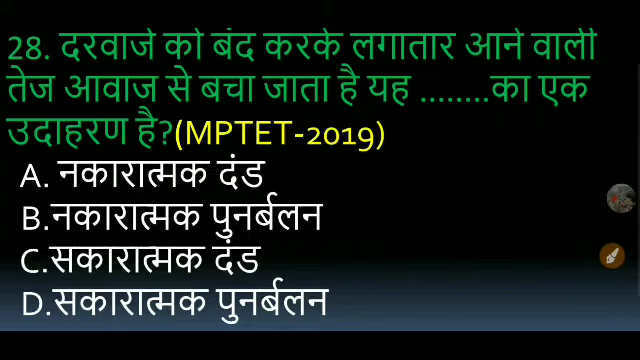 28. दरवाजे को बंद करके लगातार आने वाली
तेज आवाज से बचा जाता है यह ........का एक
उदाहरण है?(MPTET-2019)
A. नकारात्मक दंड
B.नकारात्मक पुनर्बलन
C.सकारात्मक दंड
D.सकारात्मक पुनर्बलन